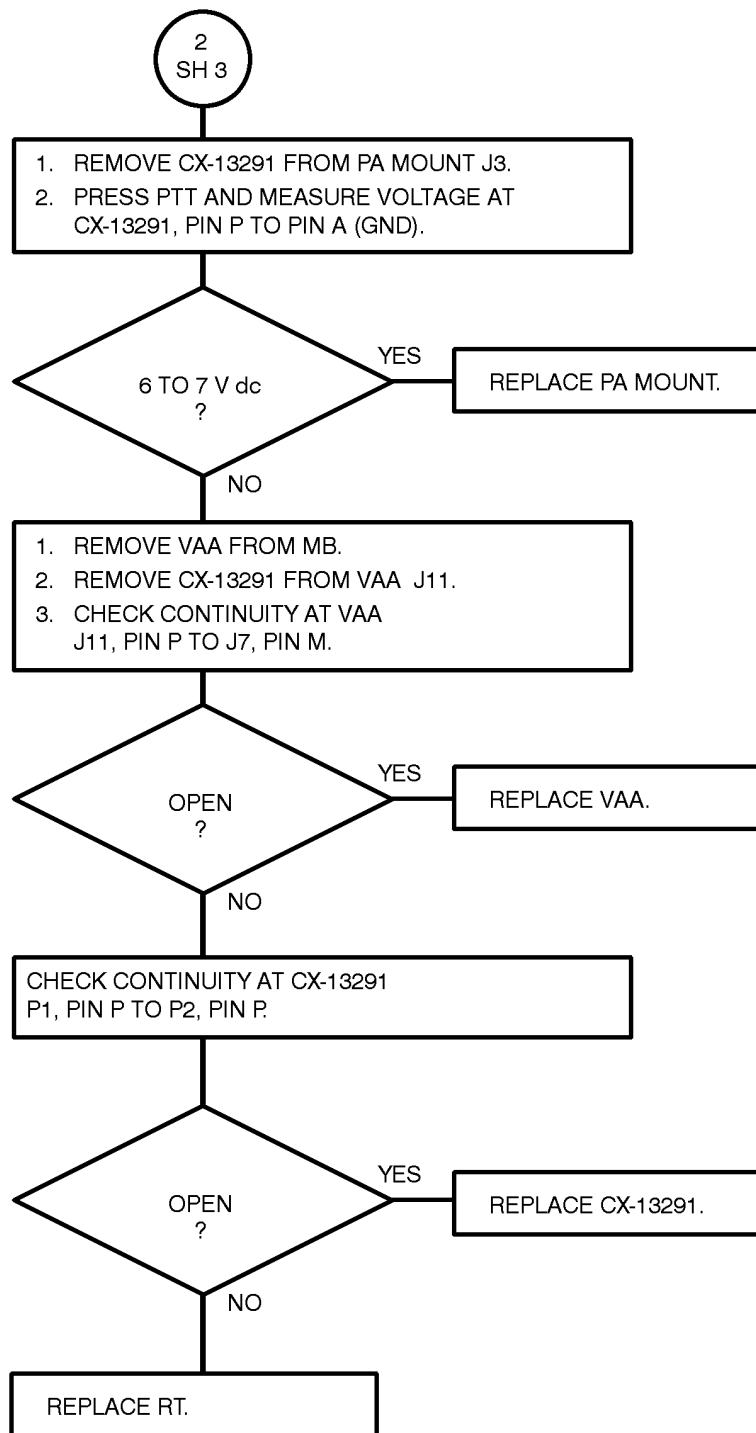 2
SH 3
1. REMOVE CX-13291 FROM PA MOUNT J3.
2. PRESS PTT AND MEASURE VOLTAGE AT
CX-13291, PIN P TO PIN A (GND).
6 TO 7 V dc
?
YES
REPLACE PA MOUNT.
NO
1. REMOVE VAA FROM MB.
2. REMOVE CX-13291 FROM VAA J11.
3. CHECK CONTINUITY AT VAA
J11, PIN P TO J7, PIN M.
OPEN
?
YES
REPLACE VAA.
NO
CHECK CONTINUITY AT CX-13291
P1, PIN P TO P2, PIN P.
OPEN
?
YES
REPLACE CX-13291.
NO
REPLACE RT.